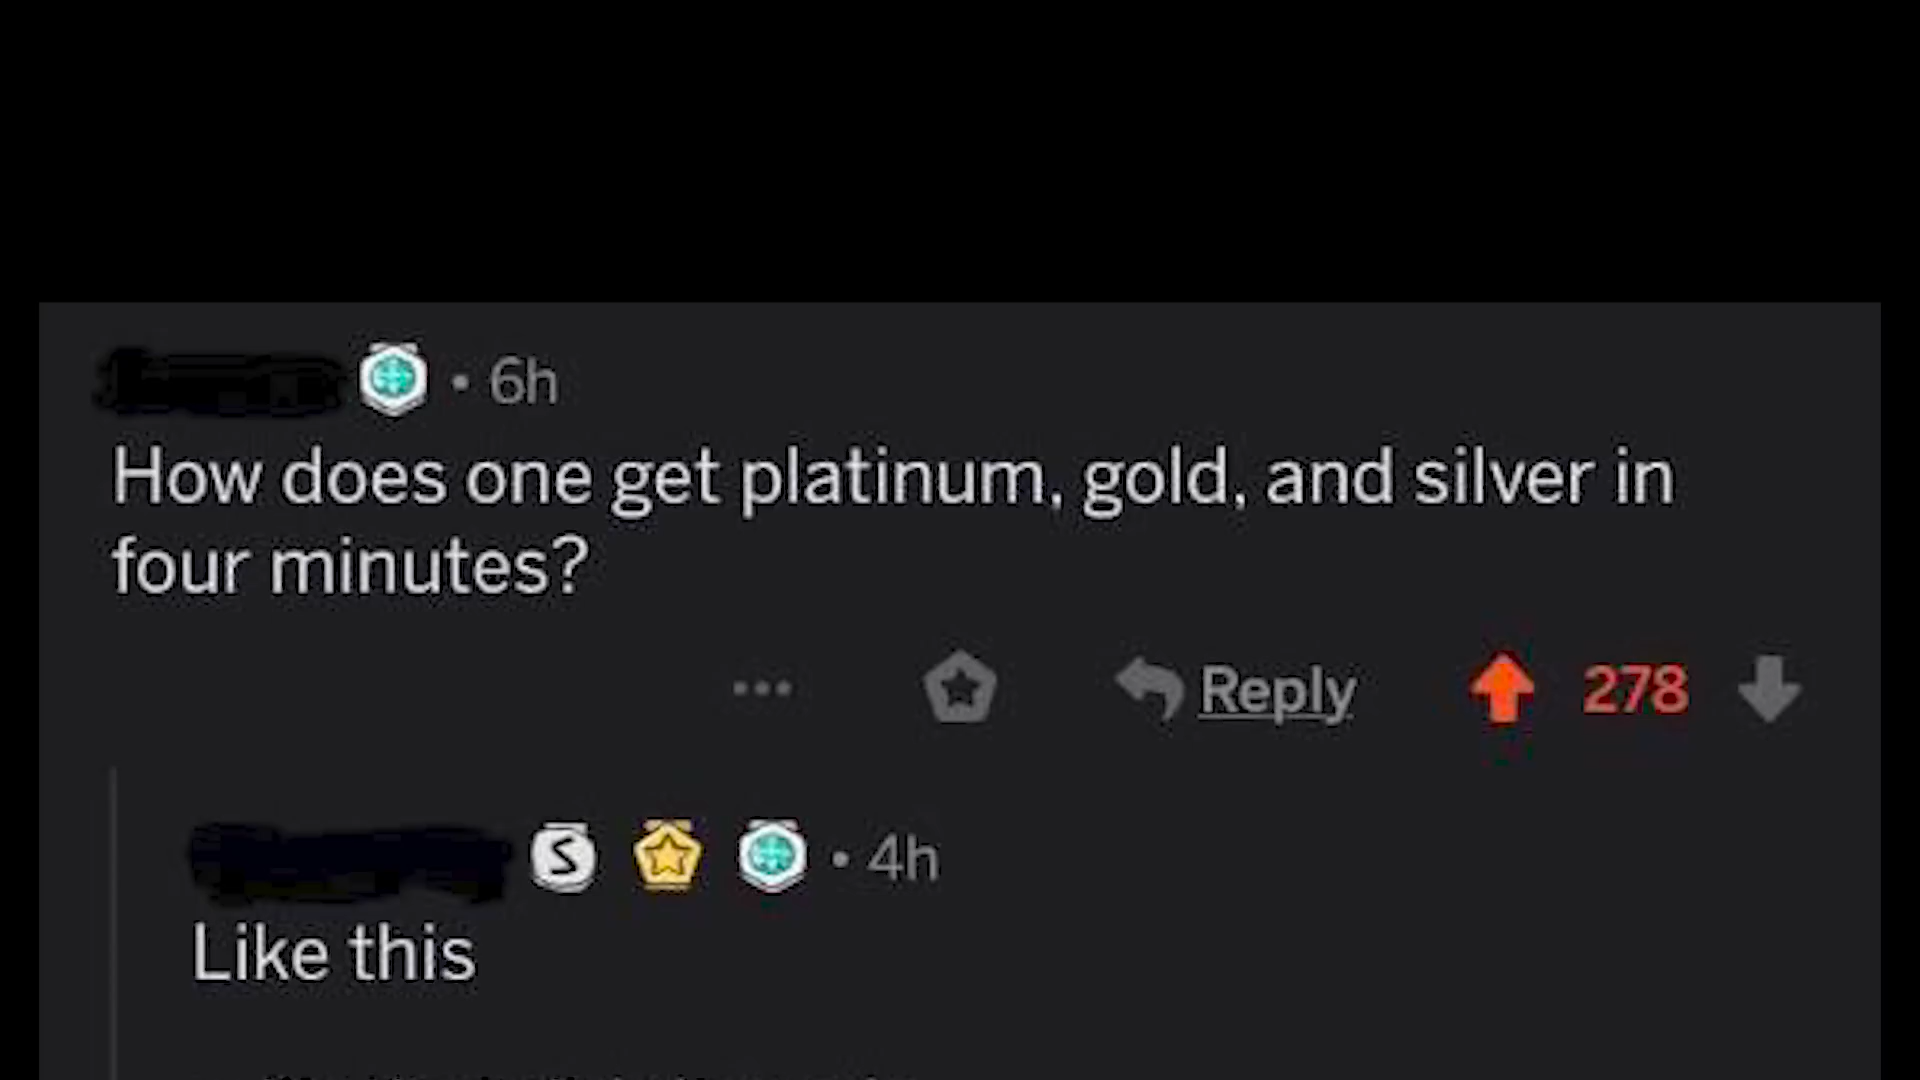 • 6h
How does one get platinum, gold, and silver in
four minutes?
Reply 278
S • 4h
Like this